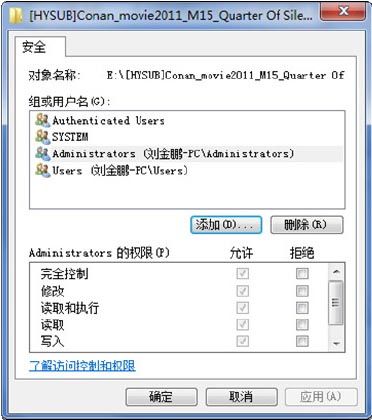 [HYSUB]Conan_movie2011_M15_Quarter Of Sile...
安全
对象名称: E:\[HYSUB]Conan_movie2011_M15_Quarter Of
组或用户名(G):
Authenticated Users
SYSTEM
Administrators (刘金鹏-PC\Administrators)
Users (刘金鹏-PC\Users)
添加(D)... 删除(R)
Administrators 的权限(P) 允许 拒绝
完全控制
修改
读取和执行
读取
写入
了解访问控制和权限
确定 取消 应用(A)